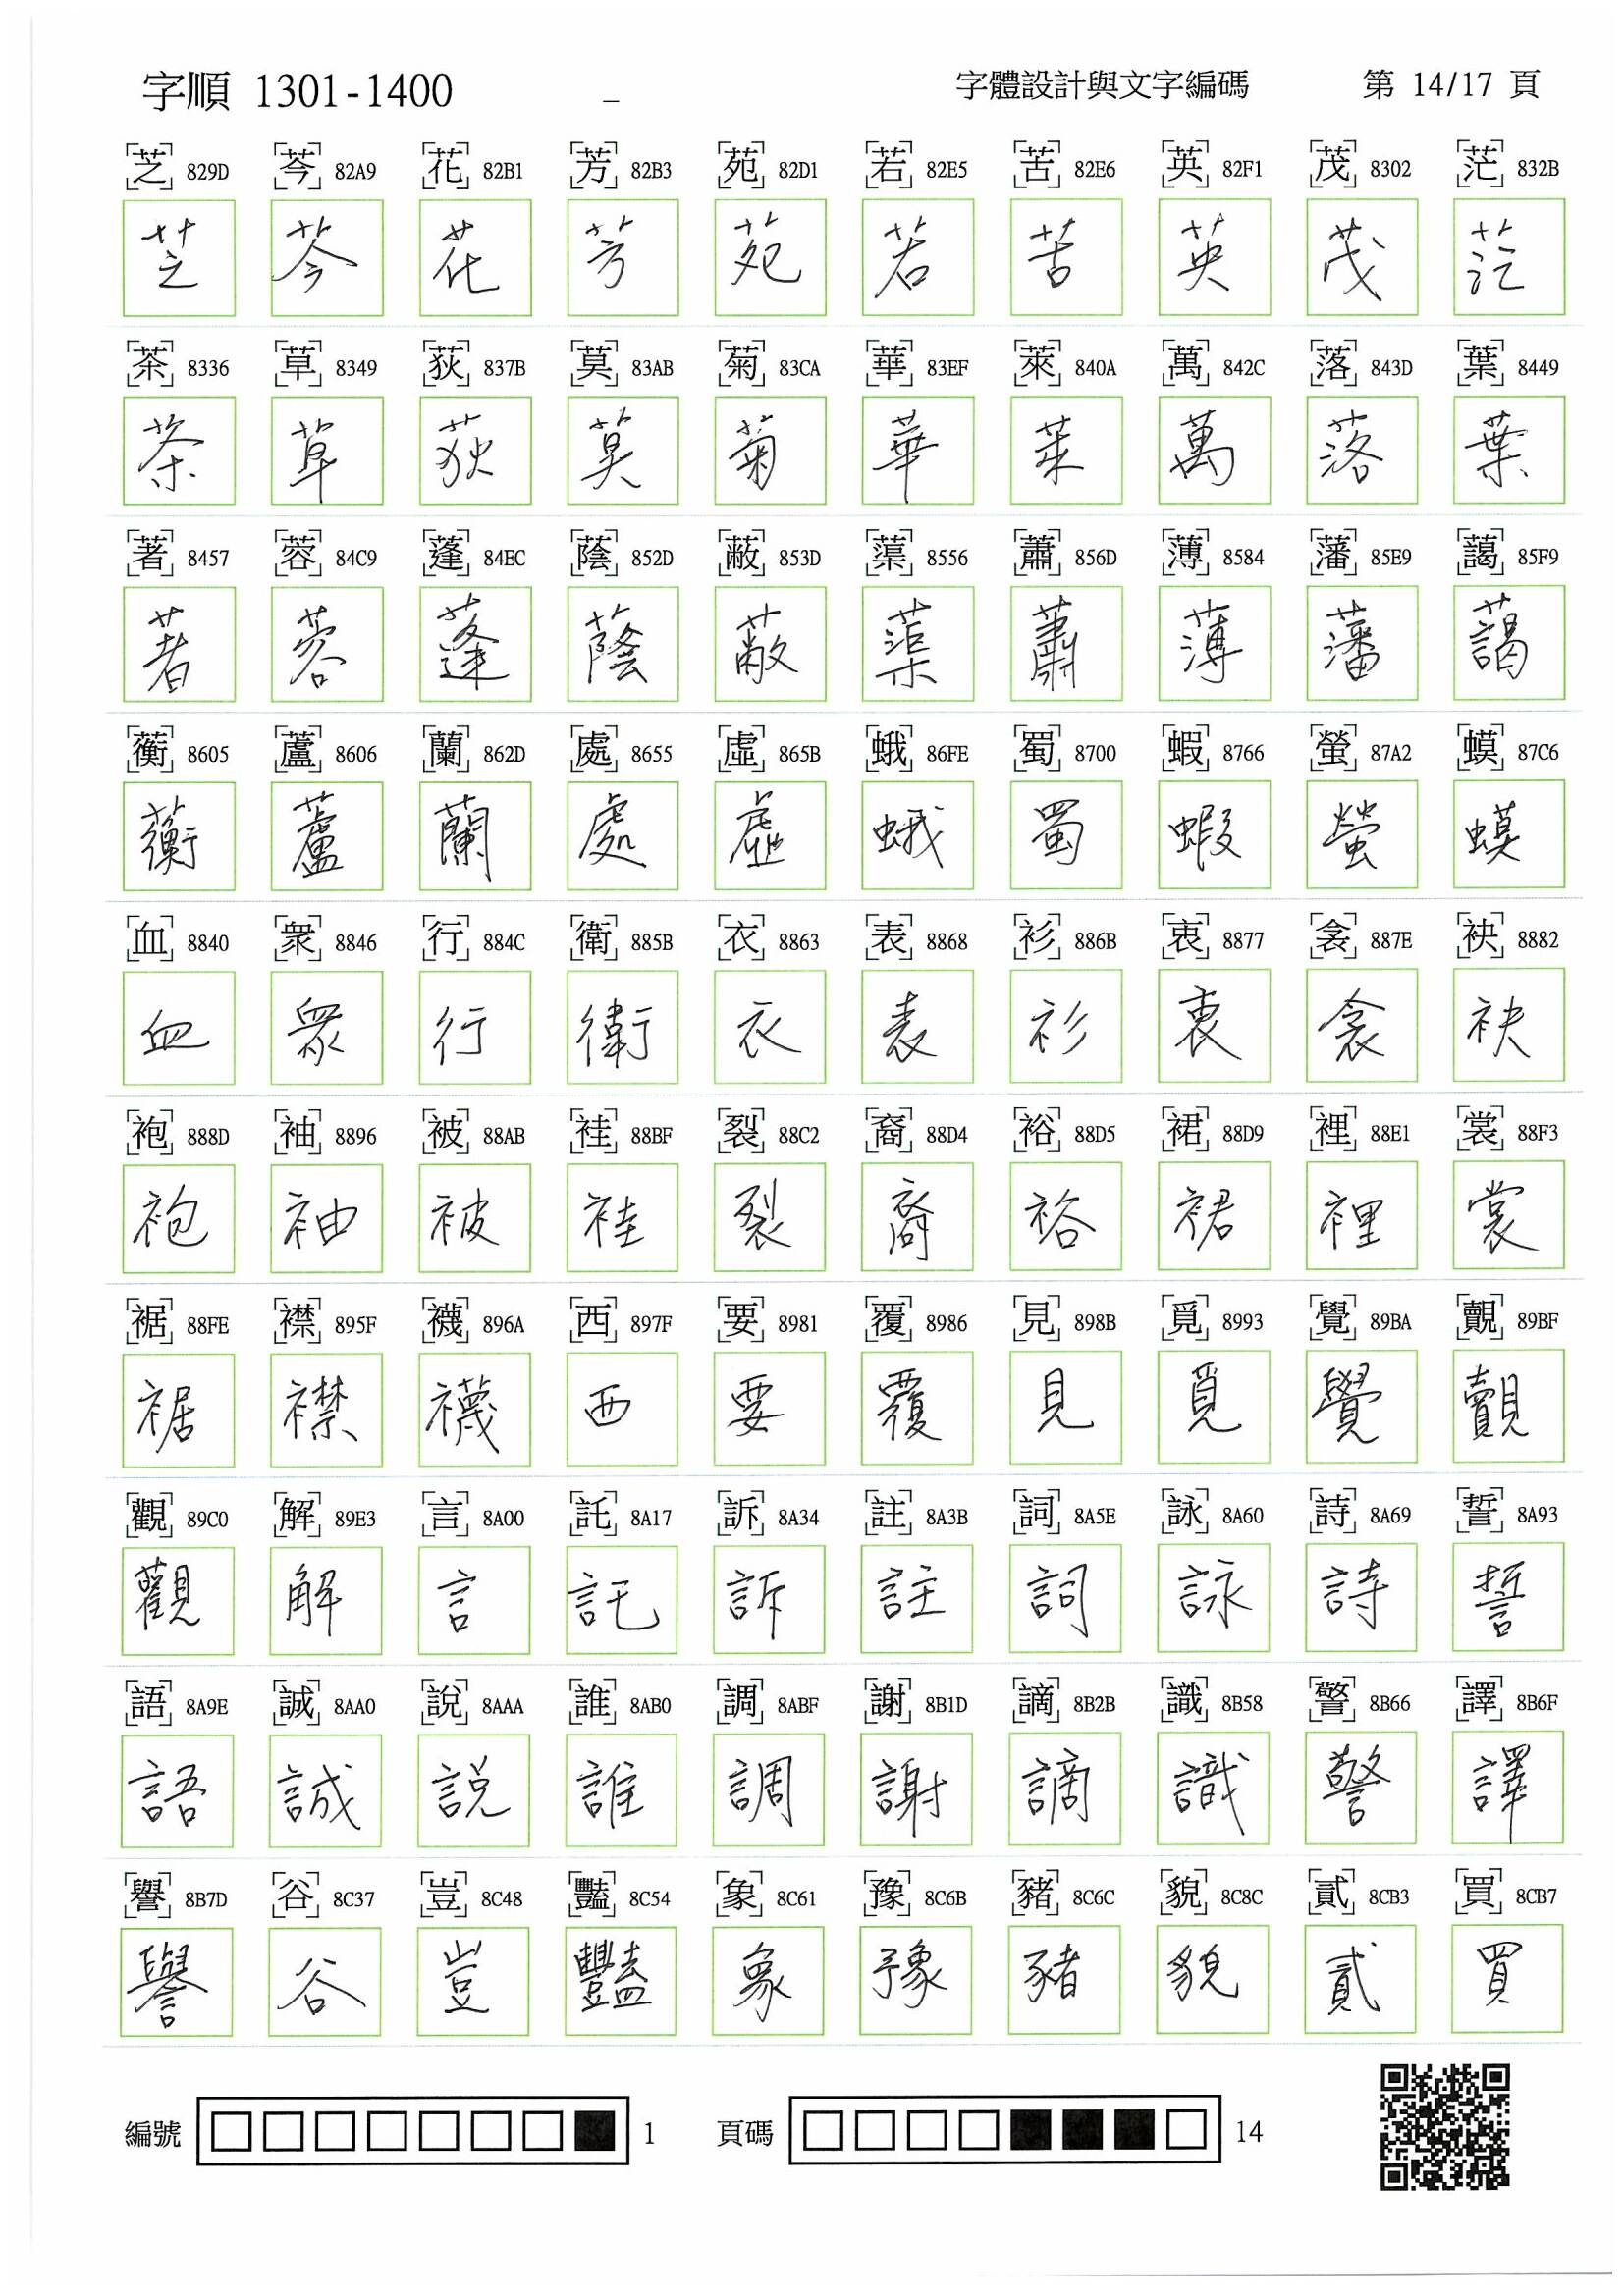 字順 1301-1400 _ 字體設計與文字編碼 第 14/17 頁
芝 829D 芩 82A9 花 82B1 芳 82B3 苑 82D1 若 82E5 苦 82E6 英 82F1 茂 8302 茫 832B
芝 芩 花 芳 苑 若 苦 英 茂 茫
茶 8336 草 8349 荻 837B 莫 83AB 菊 83CA 華 83EF 萊 840A 萬 842C 落 843D 葉 8449
茶 草 荻 莫 菊 華 萊 萬 落 葉
著 8457 蓉 84C9 蓬 84EC 蔭 852D 蔽 853D 蕖 8556 蕭 856D 薄 8584 藩 85E9 藹 85F9
著 蓉 蓬 蔭 蔽 蕖 蕭 薄 藩 藹
蘅 8605 蘆 8606 蘭 862D 處 8655 虛 865B 蛾 86FE 蜀 8700 蝦 8766 螢 87A2 蟆 87C6
蘅 蘆 蘭 處 虛 蛾 蜀 蝦 螢 蟆
血 8840 衆 8846 行 884C 衛 885B 衣 8863 表 8868 衫 886B 衷 8877 衾 887E 袂 8882
血 眾 行 衛 衣 表 衫 衷 衾 袂
袍 888D 袖 8896 被 88AB 袿 88BF 裂 88C2 裔 88D4 裕 88D5 裙 88D9 裡 88E1 裳 88F3
袍 袖 被 袿 裂 裔 裕 裙 裡 裳
裾 88FE 襟 895F 襪 896A 西 897F 要 8981 覆 8986 見 898B 覓 8993 覺 89BA 覿 89BF
裾 襟 襪 西 要 覆 見 覓 覺 覿
觀 89C0 解 89E3 言 8A00 託 8A17 訴 8A34 註 8A3B 詞 8A5E 詠 8A60 詩 8A69 誓 8A93
觀 解 言 託 訴 註 詞 詠 詩 誓
語 8A9E 誠 8AA0 說 8AAA 誰 8AB0 調 8ABF 謝 8B1D 謫 8B2B 識 8B58 警 8B66 譯 8B6F
語 誠 說 誰 調 謝 謫 識 警 譯
譽 8B7D 谷 8C37 豈 8C48 豔 8C54 象 8C61 豫 8C6B 豬 8C6C 貌 8C8C 貳 8CB3 買 8CB7
譽 谷 豈 豔 象 豫 豬 貌 貳 買
編號 1 頁碼 14